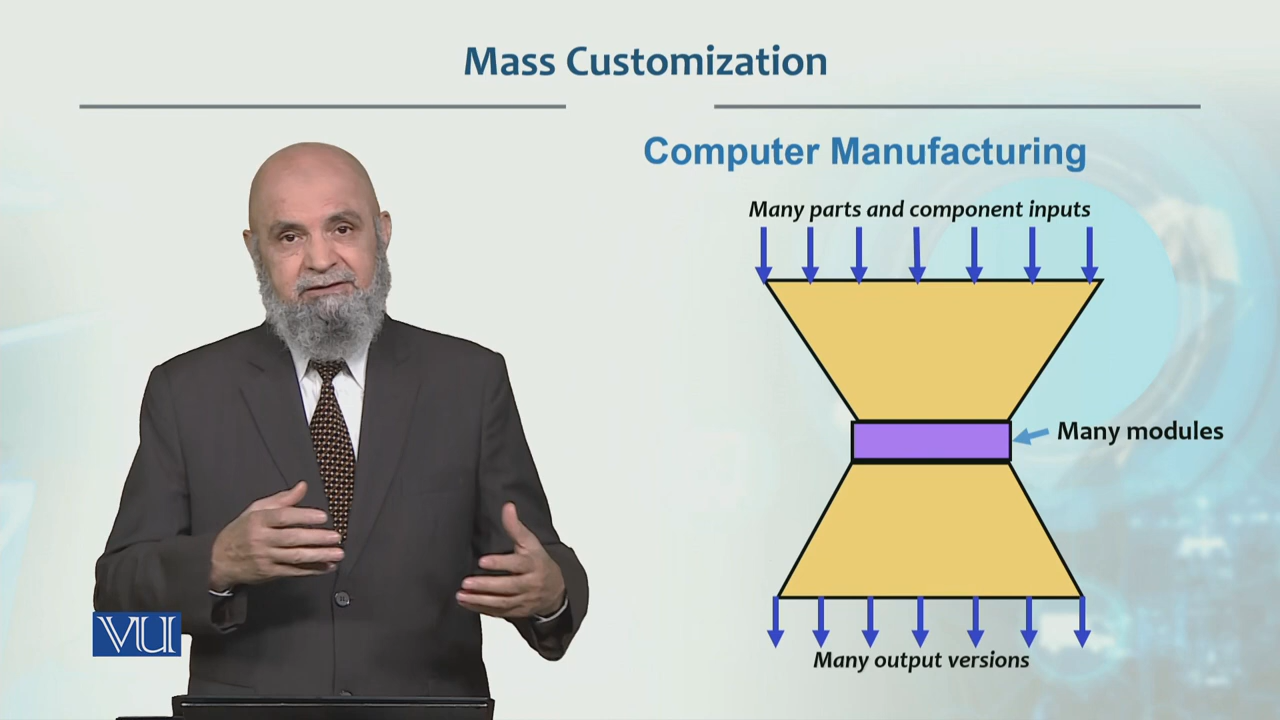 Mass Customization
Computer Manufacturing
Many parts and component inputs
Many modules
VU
Many output versions